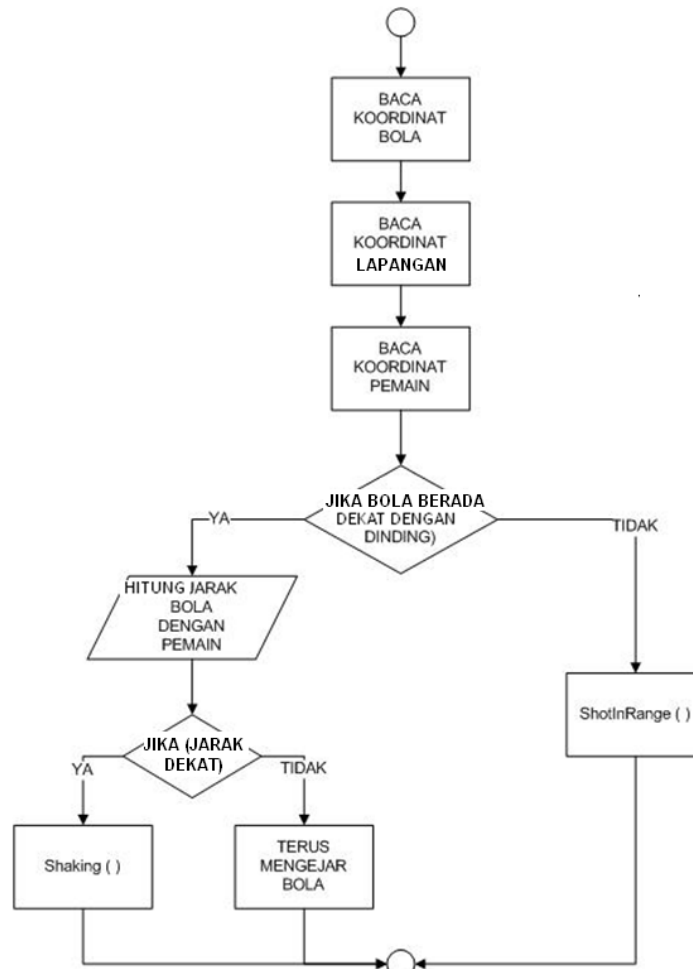 BACA
KOORDINAT
BOLA
BACA
KOORDINAT
LAPANGAN
BACA
KOORDINAT
PEMAIN
JIKA BOLA BERADA
DEKAT DENGAN
DINDING)
YA
TIDAK
HITUNG JARAK
BOLA
DENGAN
PEMAIN
ShotInRange ( )
JIKA (JARAK
DEKAT)
YA
TIDAK
Shaking ( )
TERUS
MENGEJAR
BOLA